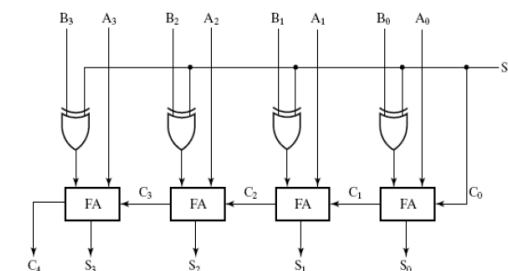 B₃ A₃ B₂ A₂ B₁ A₁ B₀ A₀
S
C₃ C₂ C₁ C₀
FA FA FA FA
C₄ S₃ S₂ S₁ S₀